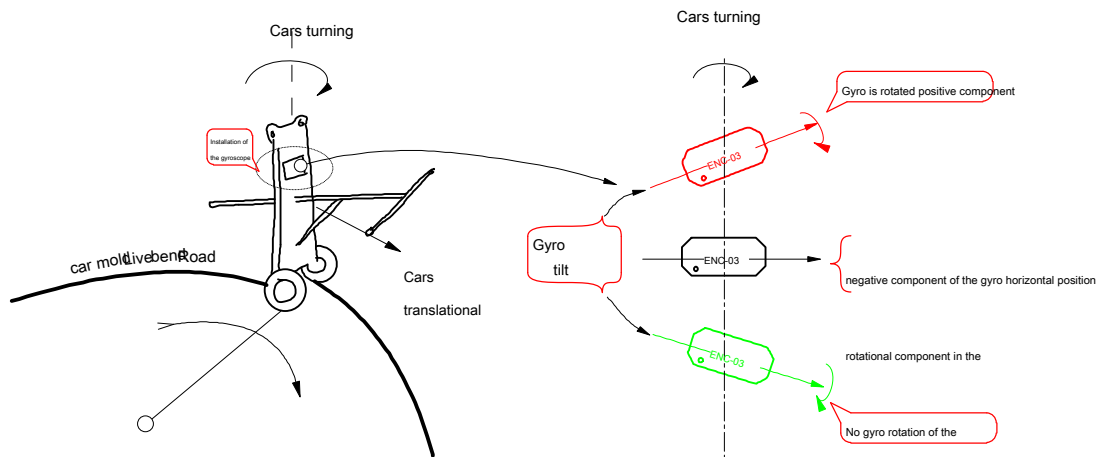 Cars turning
Installation of
the gyroscope
car mold Live bend Road
Cars
translational
Cars turning
Gyro is rotated positive component
ENC-03
Gyro
tilt
ENC-03
negative component of the gyro horizontal position
rotational component in the
ENC-03
No gyro rotation of the